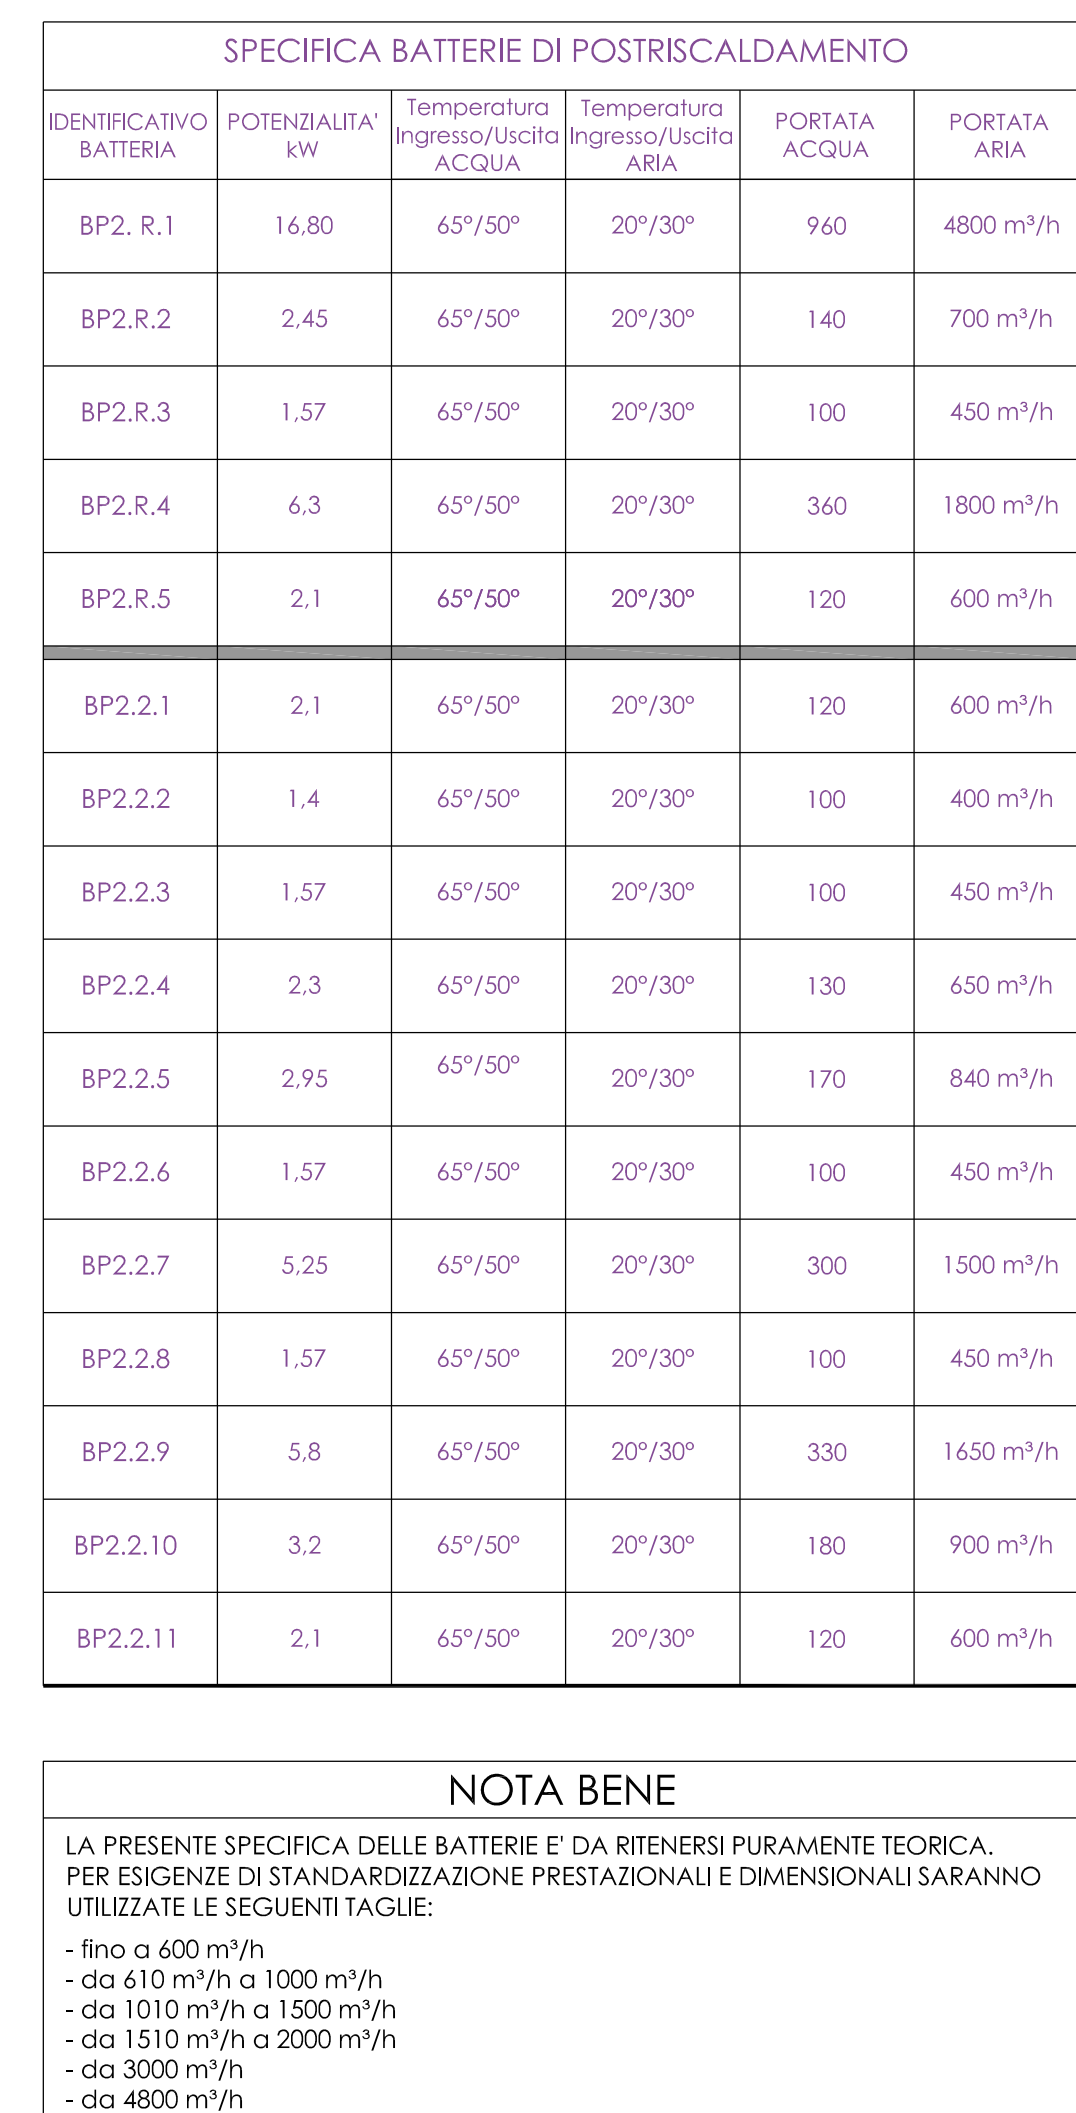 SPECIFICA BATTERIE DI POSTRISCALDAMENTO
IDENTIFICATIVO BATTERIA POTENZIALITA' kW Temperatura Ingresso/Uscita ACQUA Temperatura Ingresso/Uscita ARIA PORTATA ACQUA PORTATA ARIA
BP2. R.1 16,80 65°/50° 20°/30° 960 4800 m³/h
BP2.R.2 2,45 65°/50° 20°/30° 140 700 m³/h
BP2.R.3 1,57 65°/50° 20°/30° 100 450 m³/h
BP2.R.4 6,3 65°/50° 20°/30° 360 1800 m³/h
BP2.R.5 2,1 65°/50° 20°/30° 120 600 m³/h
BP2.2.1 2,1 65°/50° 20°/30° 120 600 m³/h
BP2.2.2 1,4 65°/50° 20°/30° 100 400 m³/h
BP2.2.3 1,57 65°/50° 20°/30° 100 450 m³/h
BP2.2.4 2,3 65°/50° 20°/30° 130 650 m³/h
BP2.2.5 2,95 65°/50° 20°/30° 170 840 m³/h
BP2.2.6 1,57 65°/50° 20°/30° 100 450 m³/h
BP2.2.7 5,25 65°/50° 20°/30° 300 1500 m³/h
BP2.2.8 1,57 65°/50° 20°/30° 100 450 m³/h
BP2.2.9 5,8 65°/50° 20°/30° 330 1650 m³/h
BP2.2.10 3,2 65°/50° 20°/30° 180 900 m³/h
BP2.2.11 2,1 65°/50° 20°/30° 120 600 m³/h
NOTA BENE
LA PRESENTE SPECIFICA DELLE BATTERIE E' DA RITENERSI PURAMENTE TEORICA.
PER ESIGENZE DI STANDARDIZZAZIONE PRESTAZIONALI E DIMENSIONALI SARANNO
UTILIZZATE LE SEGUENTI TAGLIE:
- fino a 600 m³/h
- da 610 m³/h a 1000 m³/h
- da 1010 m³/h a 1500 m³/h
- da 1510 m³/h a 2000 m³/h
- da 3000 m³/h
- da 4800 m³/h